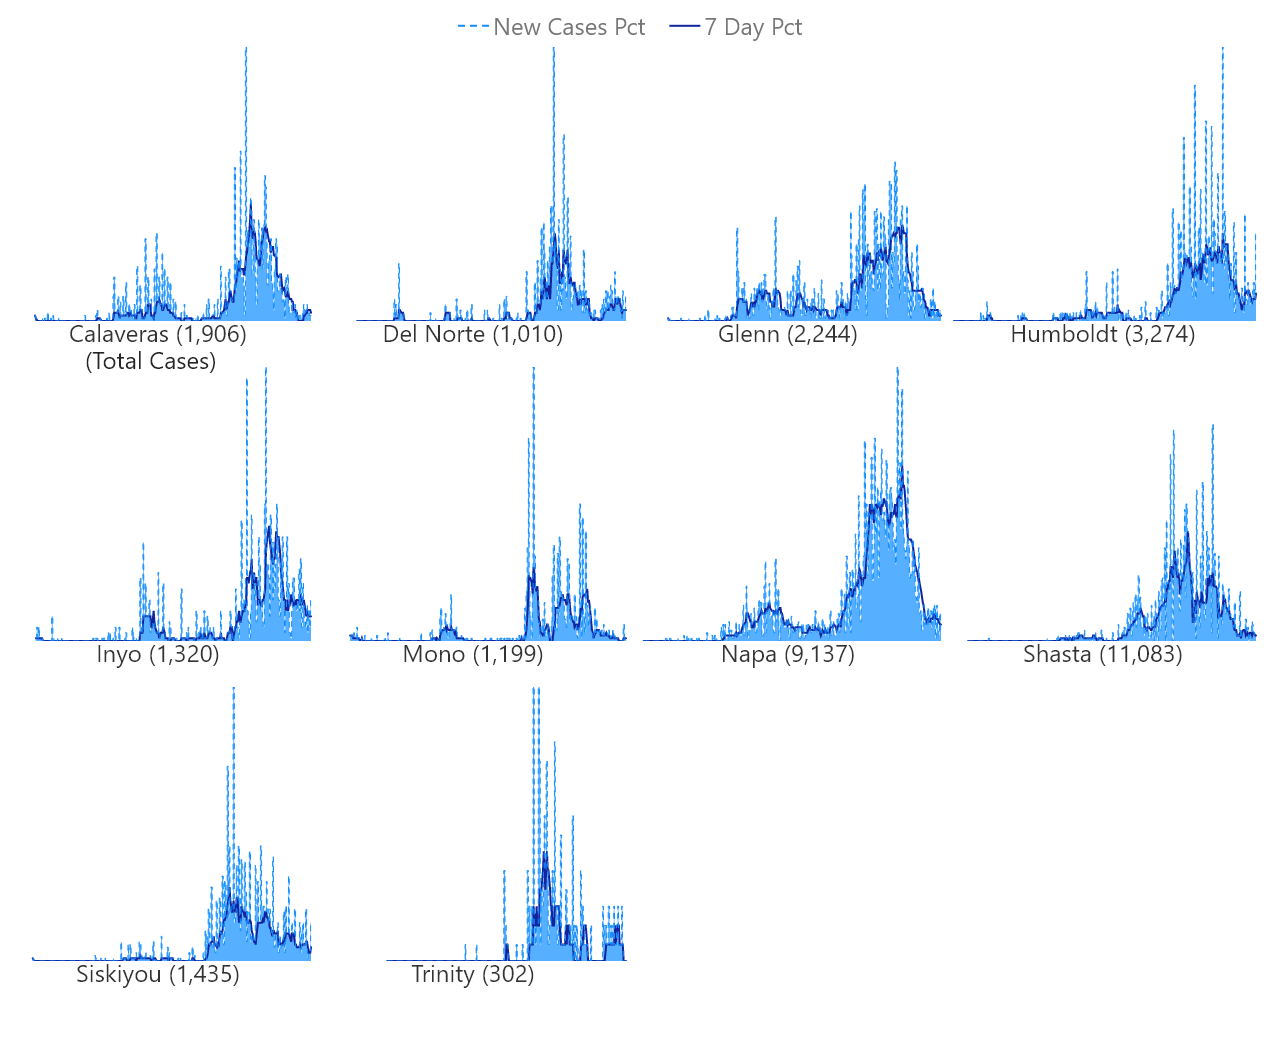 New Cases Pct 7 Day Pct
Calaveras (1,906) Del Norte (1,010) Glenn (2,244) Humboldt (3,274)
(Total Cases)
Inyo (1,320) Mono (1,199) Napa (9,137) Shasta (11,083)
Siskiyou (1,435) Trinity (302)